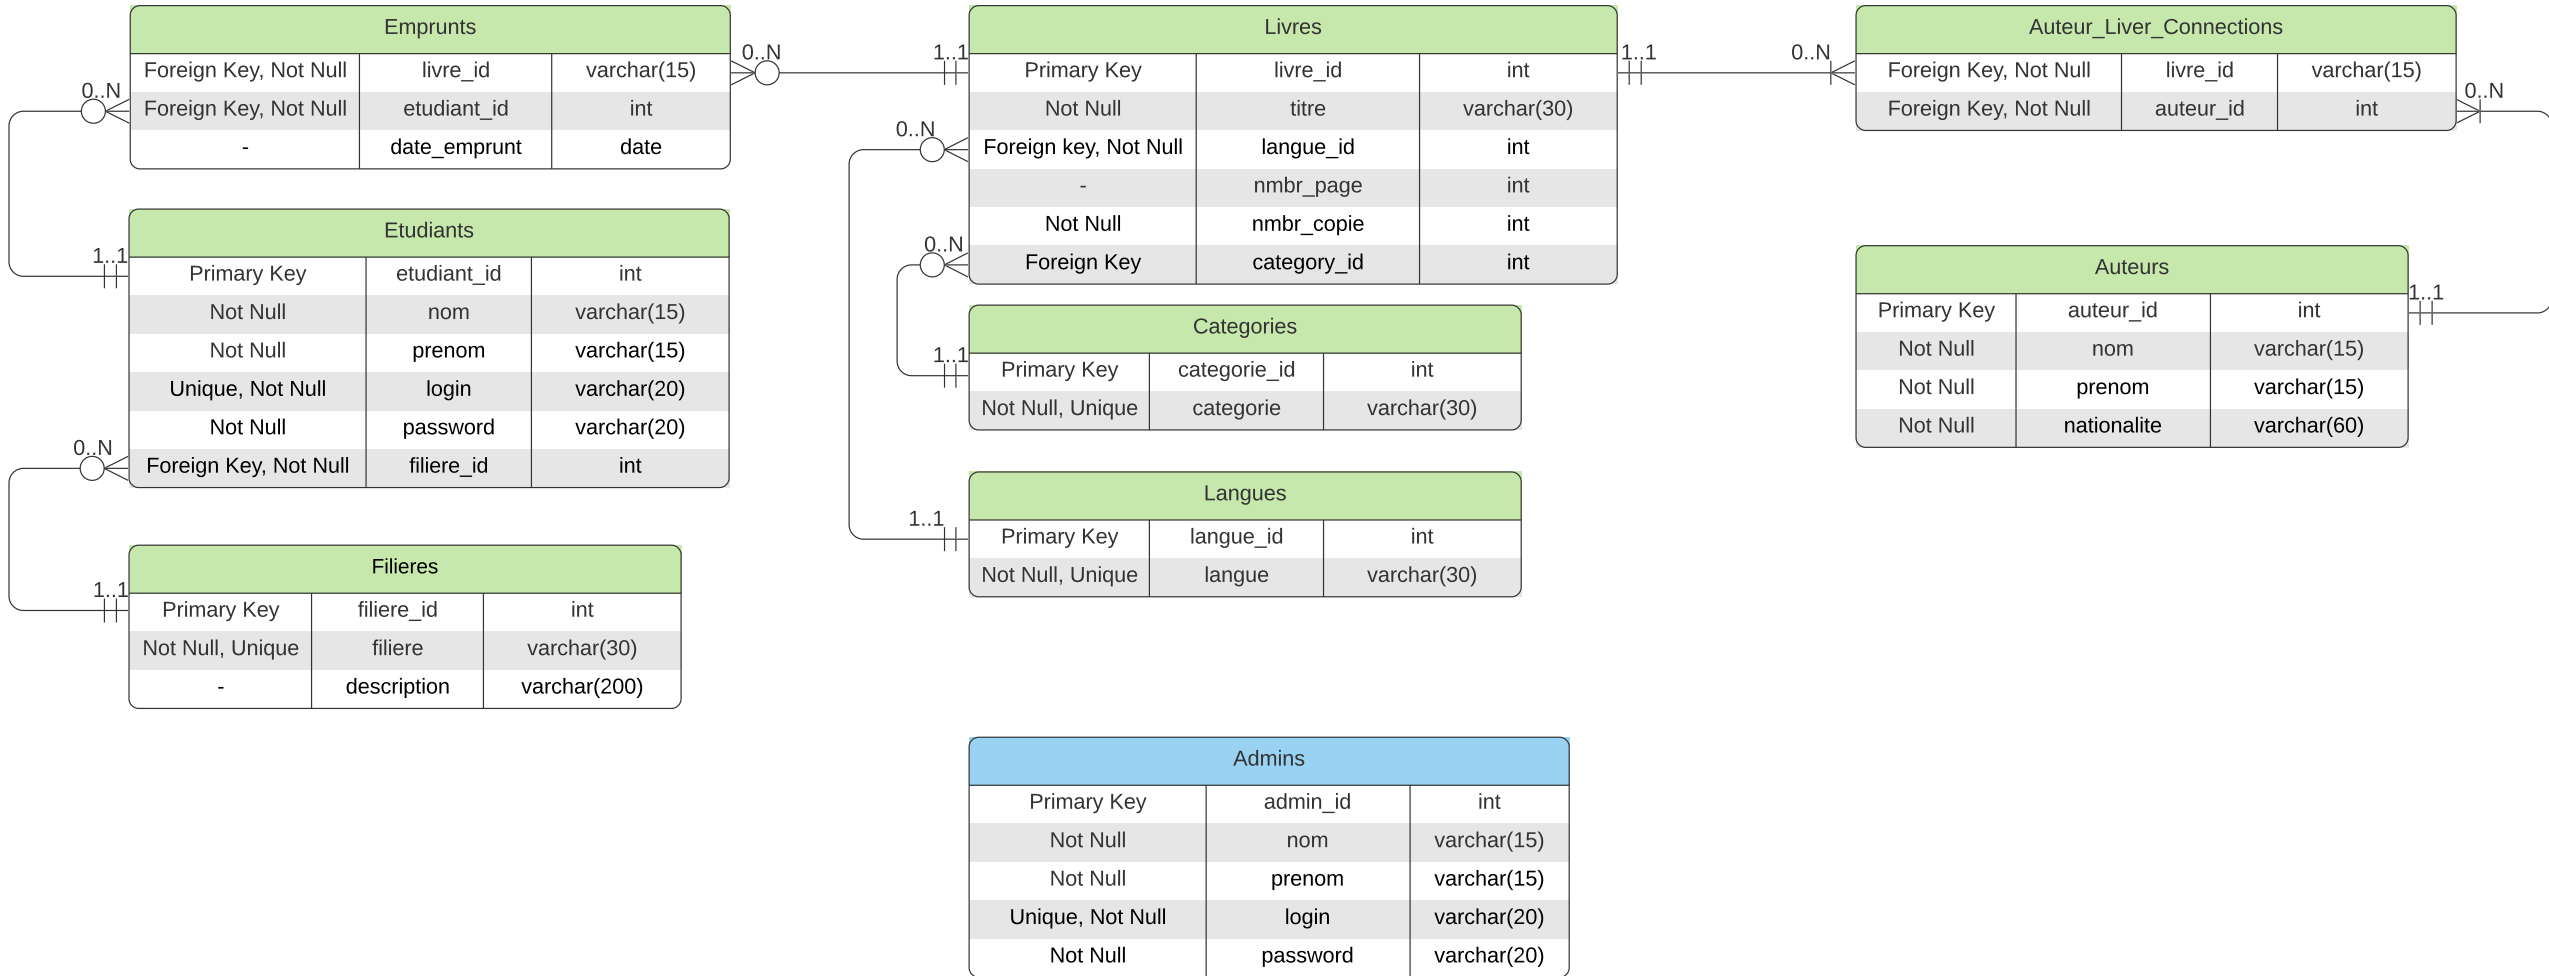 Emprunts
Foreign Key, Not Null livre_id varchar(15)
Foreign Key, Not Null etudiant_id int
- date_emprunt date
0..N
0..N
1..1
Livres
Primary Key livre_id int
Not Null titre varchar(30)
Foreign key, Not Null langue_id int
- nmbr_page int
Not Null nmbr_copie int
Foreign Key category_id int
1..1
0..N
0..N
0..N
Auteur_Liver_Connections
Foreign Key, Not Null livre_id varchar(15)
Foreign Key, Not Null auteur_id int
0..N
Etudiants
1..1
Primary Key etudiant_id int
Not Null nom varchar(15)
Not Null prenom varchar(15)
Unique, Not Null login varchar(20)
Not Null password varchar(20)
0..N
Foreign Key, Not Null filiere_id int
Categories
1..1
Primary Key categorie_id int
Not Null, Unique categorie varchar(30)
Auteurs
1..1
Primary Key auteur_id int
Not Null nom varchar(15)
Not Null prenom varchar(15)
Not Null nationalite varchar(60)
Langues
1..1
Primary Key langue_id int
Not Null, Unique langue varchar(30)
Filieres
1..1
Primary Key filiere_id int
Not Null, Unique filiere varchar(30)
- description varchar(200)
Admins
Primary Key admin_id int
Not Null nom varchar(15)
Not Null prenom varchar(15)
Unique, Not Null login varchar(20)
Not Null password varchar(20)